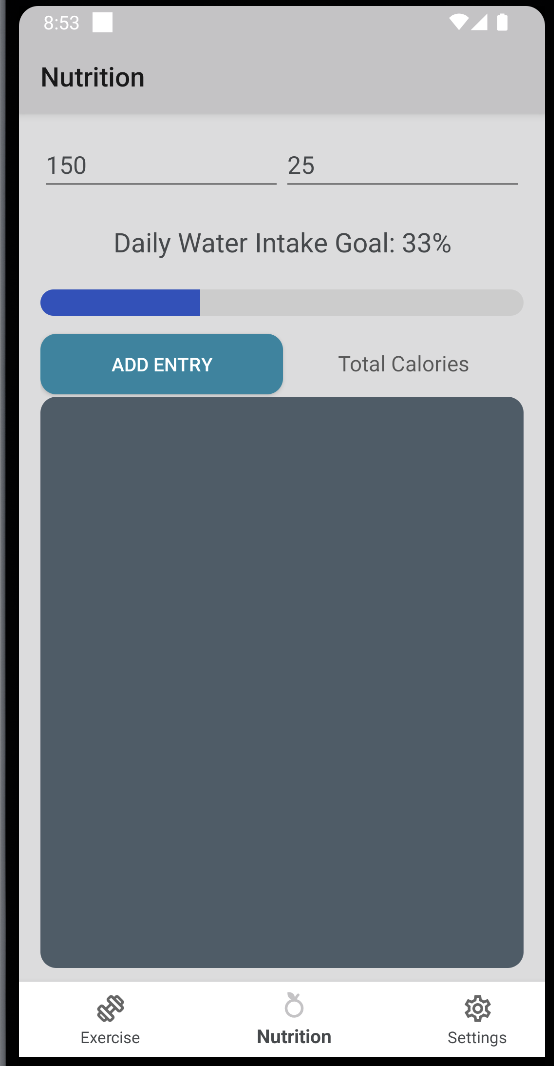 8:53
Nutrition
150 25
Daily Water Intake Goal: 33%
ADD ENTRY Total Calories
Exercise Nutrition Settings